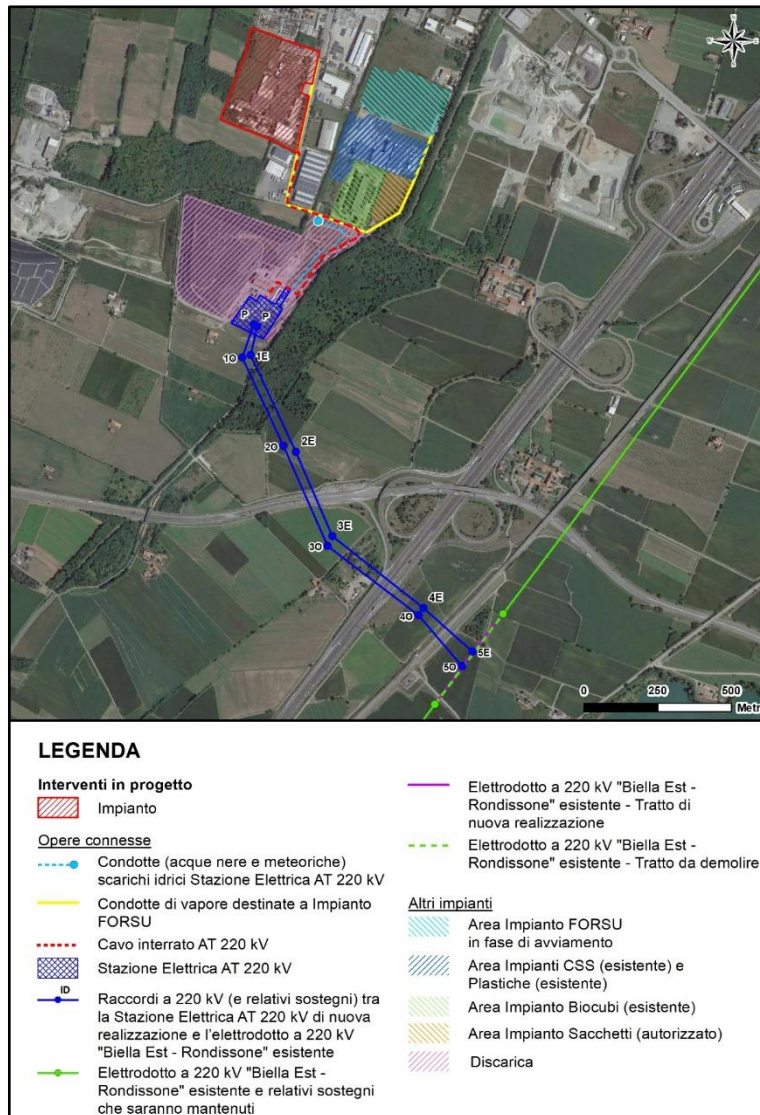 P
P
1O
1E
2O
2E
3E
3O
4E
4O
5E
5O
0 250 500
Metr
LEGENDA
Interventi in progetto
Impianto
Opere connesse
Condotte (acque nere e meteoriche)
scarichi idrici Stazione Elettrica AT 220 kV
Condotte di vapore destinate a Impianto
FORSU
Cavo interrato AT 220 kV
Stazione Elettrica AT 220 kV
ID
Raccordi a 220 kV (e relativi sostegni) tra
la Stazione Elettrica AT 220 kV di nuova
realizzazione e l'elettrodotto a 220 kV
"Biella Est - Rondissone" esistente
Elettrodotto a 220 kV "Biella Est -
Rondissone" esistente e relativi sostegni
che saranno mantenuti
Elettrodotto a 220 kV "Biella Est -
Rondissone" esistente - Tratto di
nuova realizzazione
Elettrodotto a 220 kV "Biella Est -
Rondissone" esistente - Tratto da demolire
Altri impianti
Area Impianto FORSU
in fase di avviamento
Area Impianti CSS (esistente) e
Plastiche (esistente)
Area Impianto Biocubi (esistente)
Area Impianto Sacchetti (autorizzato)
Discarica